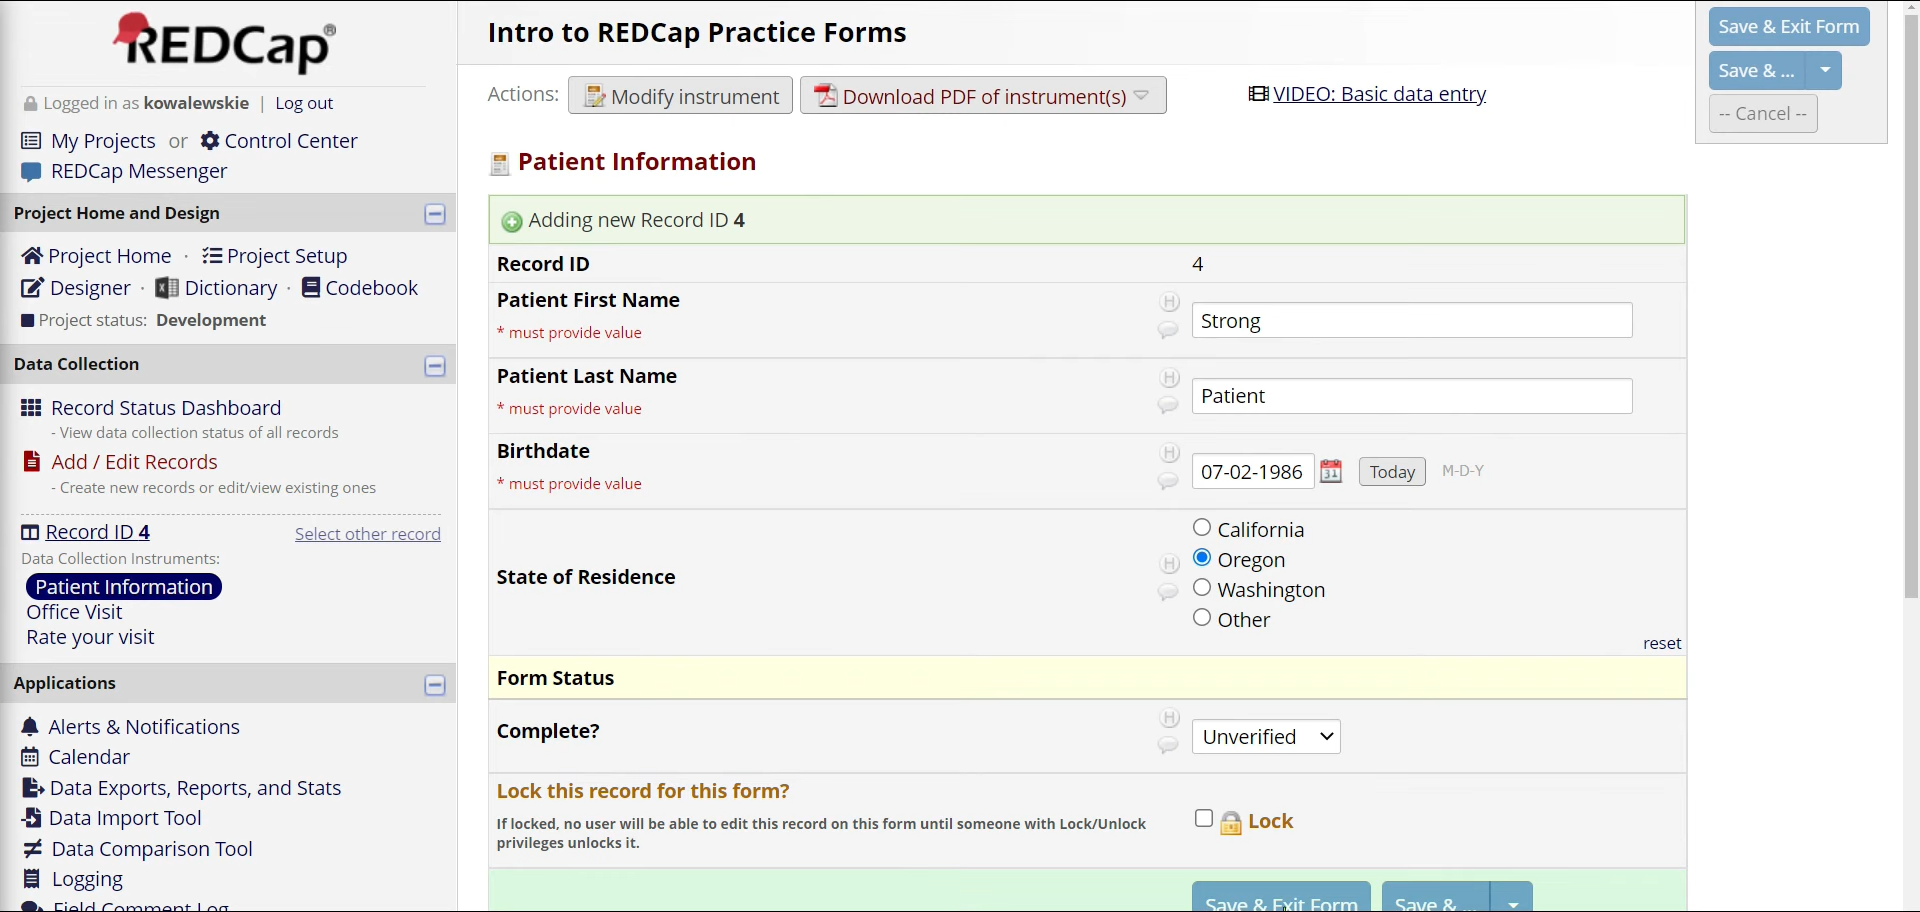 REDCap®
Logged in as kowalewskie | Log out
My Projects or Control Center
REDCap Messenger
Project Home and Design
Project Home · Project Setup
Designer · Dictionary · Codebook
Project status: Development
Data Collection
Record Status Dashboard
- View data collection status of all records
Add / Edit Records
- Create new records or edit/view existing ones
Record ID 4 Select other record
Data Collection Instruments:
Patient Information
Office Visit
Rate your visit
Applications
Alerts & Notifications
Calendar
Data Exports, Reports, and Stats
Data Import Tool
Data Comparison Tool
Logging
Field Comment Log
Intro to REDCap Practice Forms
Actions: Modify instrument Download PDF of instrument(s) VIDEO: Basic data entry
Patient Information
Adding new Record ID 4
Record ID 4
Patient First Name
* must provide value
H
Strong
Patient Last Name
* must provide value
H
Patient
Birthdate
* must provide value
H
07-02-1986 31 Today M-D-Y
State of Residence
H
California
Oregon
Washington
Other
reset
Form Status
Complete?
H
Unverified
Lock this record for this form?
If locked, no user will be able to edit this record on this form until someone with Lock/Unlock
privileges unlocks it.
Lock
Save & Exit Form Save & ...
Save & Exit Form
Save & ...
-- Cancel --